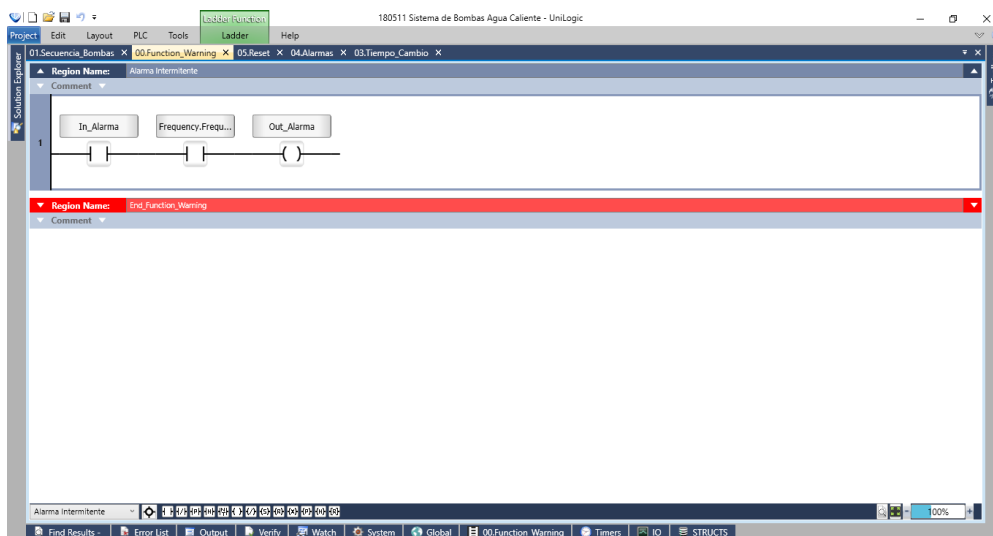 Ladder Function
180511 Sistema de Bombas Agua Caliente - UniLogic
Project Edit Layout PLC Tools Ladder Help
01.Secuencia_Bombas 00.Function_Warning 05.Reset 04.Alarmas 03.Tiempo_Cambio
Solution Explorer
Region Name: Alarma Intermitente
Comment
In_Alarma Frequency.Frequ... Out_Alarma
1
Region Name: End_Function_Warning
Comment
Alarma Intermitente 100%
Find Results - Error List Output Verify Watch System Global 00.Function Warning Timers IO STRUCTS